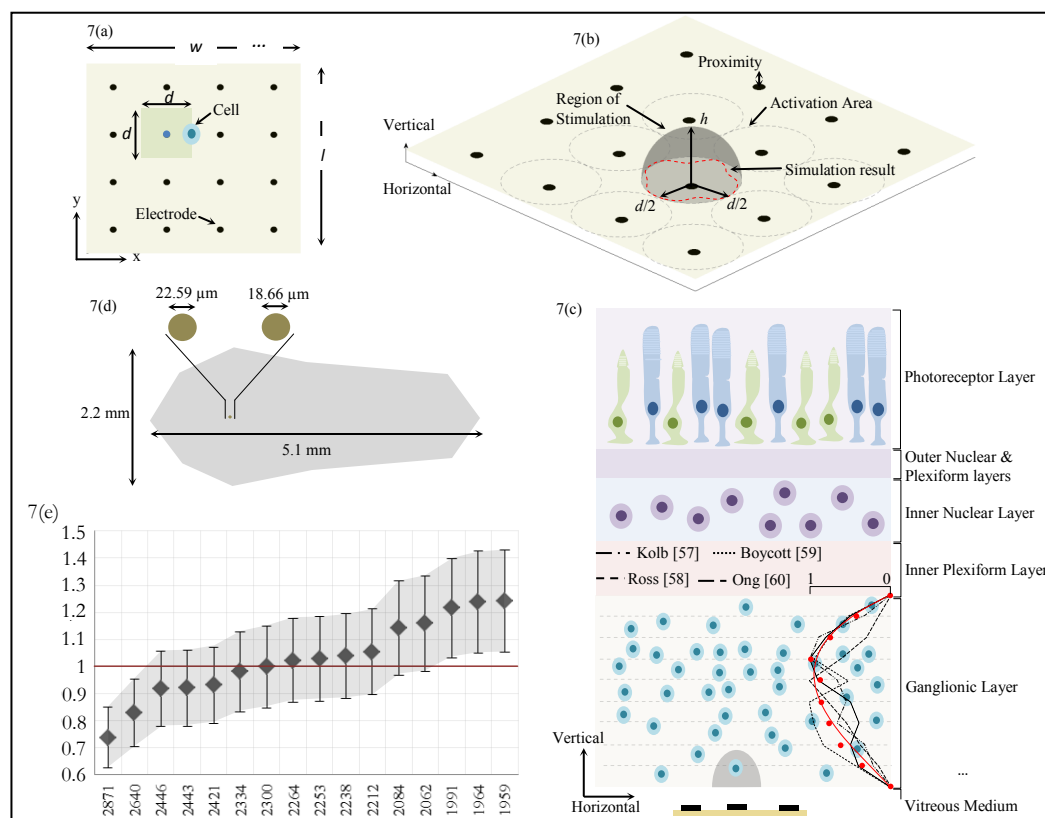 7(a)
w ...
d
d
Cell
l
y
x
Electrode
7(b)
Proximity
Region of
Stimulation
h
Activation Area
Vertical
Horizontal
Simulation result
d/2
d/2
7(d)
22.59 µm
18.66 µm
2.2 mm
5.1 mm
7(c)
Photoreceptor Layer
Outer Nuclear &
Plexiform layers
Inner Nuclear Layer
Kolb [57] Boycott [59]
Ross [58] Ong [60]
1 0
Inner Plexiform Layer
Ganglionic Layer
Vertical
Horizontal
...
Vitreous Medium
7(e)
1.5
1.4
1.3
1.2
1.1
1
0.9
0.8
0.7
0.6
2871
2640
2446
2443
2421
2334
2300
2264
2253
2238
2212
2084
2062
1991
1964
1959